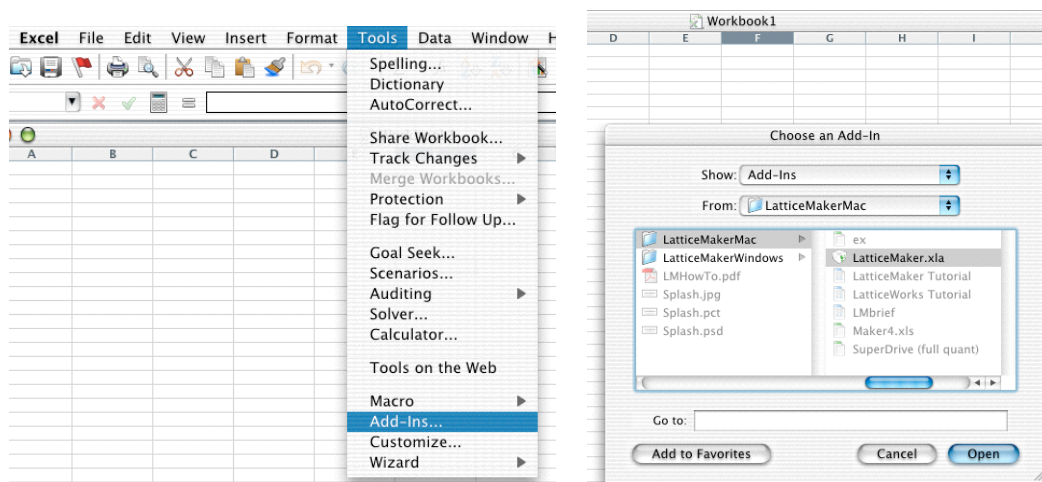 Excel File Edit View Insert Format Tools Data Window H
Spelling...
Dictionary
AutoCorrect...
Share Workbook...
Track Changes
Merge Workbooks...
Protection
Flag for Follow Up...
Goal Seek...
Scenarios...
Auditing
Solver...
Calculator...
Tools on the Web
Macro
Add-Ins...
Customize...
Wizard
A B C D
Workbook1
D E F G H I
Choose an Add-In
Show: Add-Ins
From: LatticeMakerMac
LatticeMakerMac
LatticeMakerWindows
LMHowTo.pdf
Splash.jpg
Splash.pct
Splash.psd
ex
LatticeMaker.xla
LatticeMaker Tutorial
LatticeWorks Tutorial
LMbrief
Maker4.xls
SuperDrive (full quant)
Go to:
Add to Favorites Cancel Open